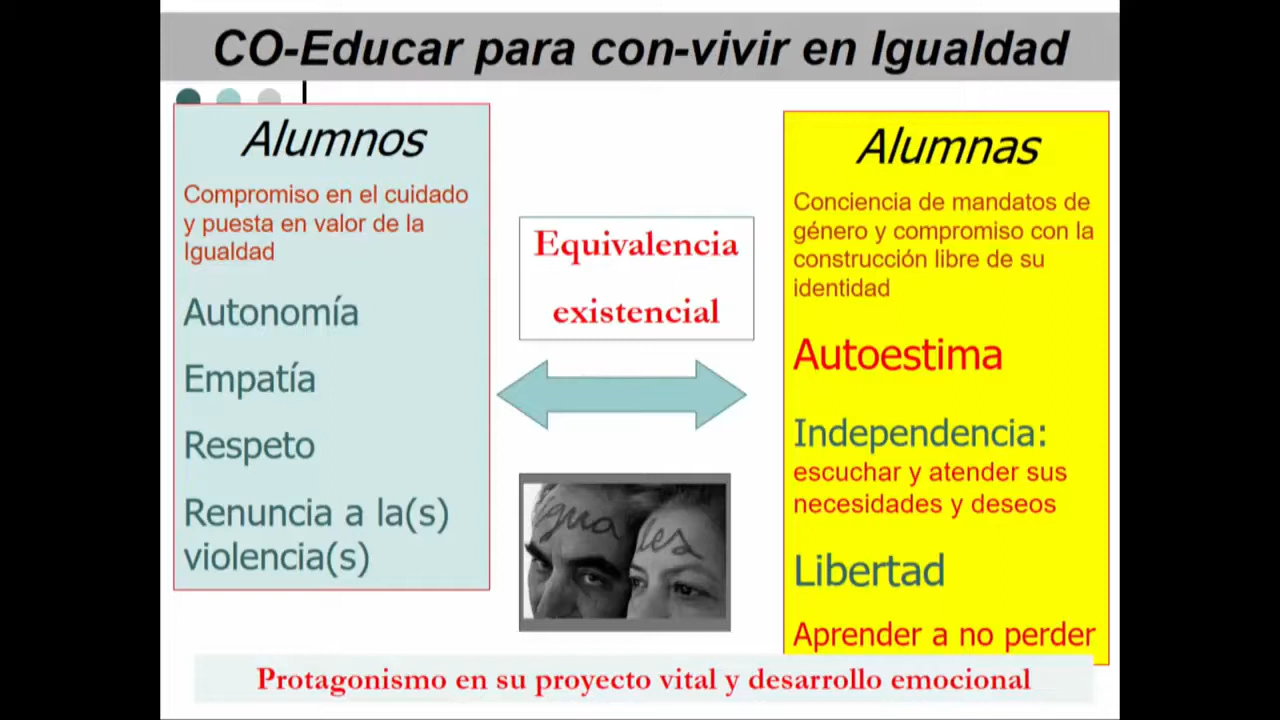 CO-Educar para con-vivir en Igualdad
Alumnos
Compromiso en el cuidado
y puesta en valor de la
Igualdad
Autonomía
Empatía
Respeto
Renuncia a la(s)
violencia(s)
Equivalencia
existencial
igua les
Alumnas
Conciencia de mandatos de
género y compromiso con la
construcción libre de su
identidad
Autoestima
Independencia:
escuchar y atender sus
necesidades y deseos
Libertad
Aprender a no perder
Protagonismo en su proyecto vital y desarrollo emocional